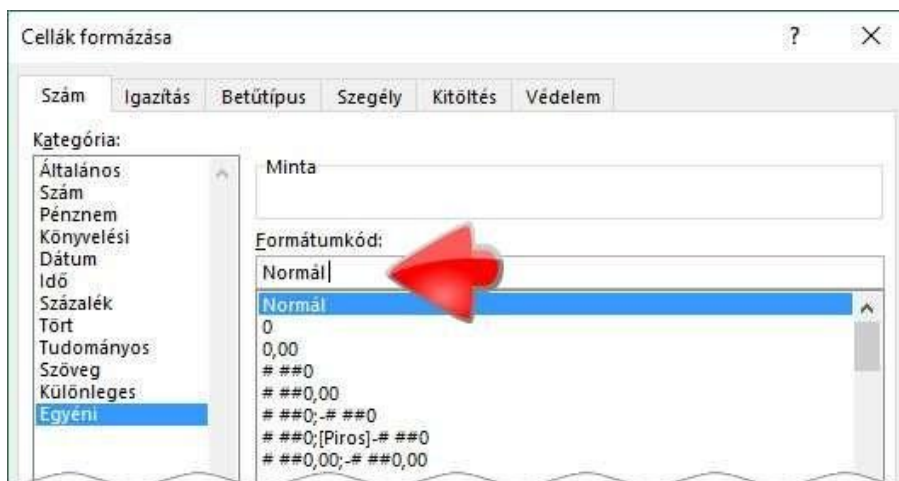 Cellák formázása ? X
Szám Igazítás Betűtípus Szegély Kitöltés Védelem
Kategória:
Általános
Szám
Pénznem
Könyvelési
Dátum
Idő
Százalék
Tört
Tudományos
Szöveg
Különleges
Egyéni
Minta
Formátumkód:
Normál
Normál
0
0,00
# ##0
# ##0,00
# ##0;-# ##0
# ##0;[Piros]-# ##0
# ##0,00;-# ##0,00